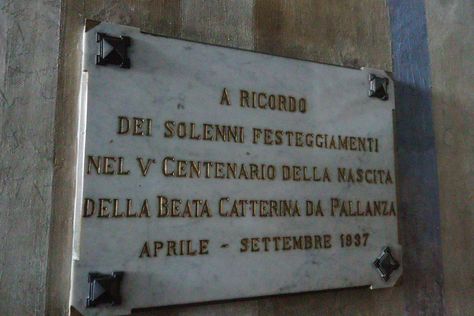 A RICORDO
DEI SOLENNI FESTEGGIAMENTI
NEL V° CENTENARIO DELLA NASCITA
DELLA BEATA CATTERINA DA PALLANZA
APRILE - SETTEMBRE 1937